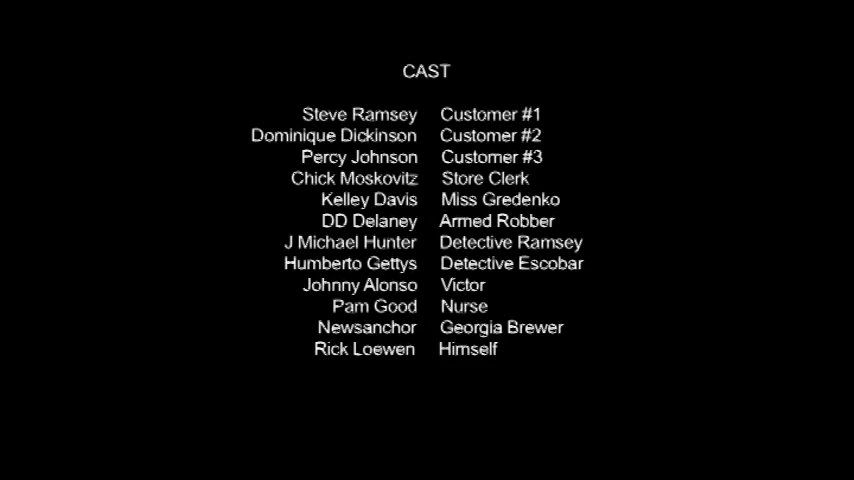 CAST
Steve Ramsey Customer #1
Dominique Dickinson Customer #2
Percy Johnson Customer #3
Chick Moskovitz Store Clerk
Kelley Davis Miss Gredenko
DD Delaney Armed Robber
J Michael Hunter Detective Ramsey
Humberto Gettys Detective Escobar
Johnny Alonso Victor
Pam Good Nurse
Newsanchor Georgia Brewer
Rick Loewen Himself